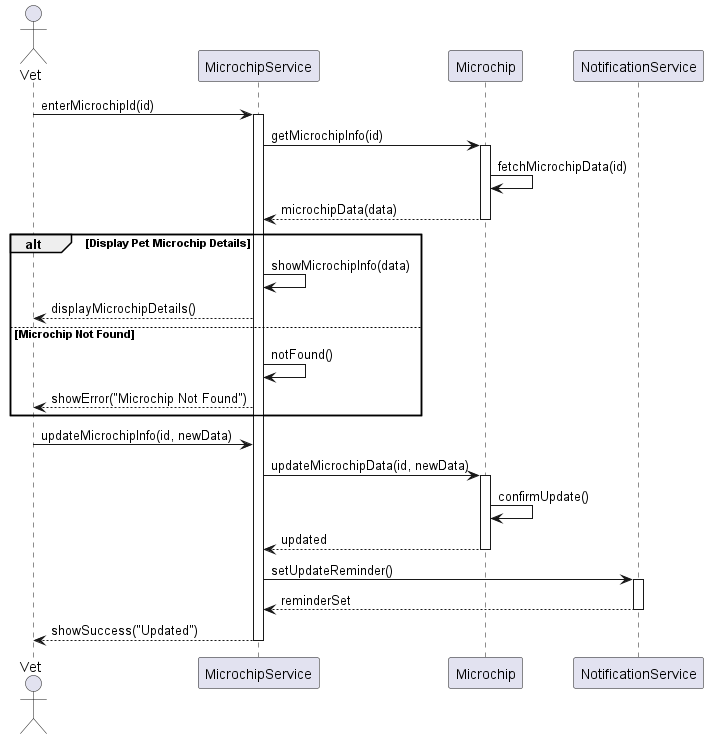 Vet
MicrochipService
Microchip
NotificationService
enterMicrochipId(id)
getMicrochipInfo(id)
fetchMicrochipData(id)
microchipData(data)
alt
[Display Pet Microchip Details]
showMicrochipInfo(data)
displayMicrochipDetails()
[Microchip Not Found]
notFound()
showError("Microchip Not Found")
updateMicrochipInfo(id, newData)
updateMicrochipData(id, newData)
confirmUpdate()
updated
setUpdateReminder()
reminderSet
showSuccess("Updated")
Vet
MicrochipService
Microchip
NotificationService